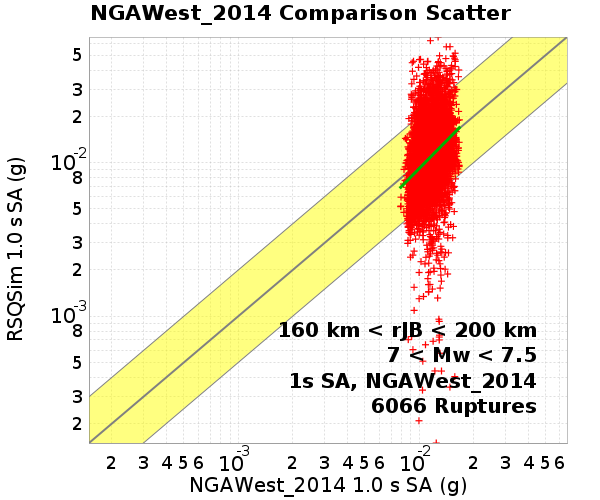 NGAWest_2014 Comparison Scatter
RSQSim 1.0 s SA (g)
5
3
2
10-2
8
5
3
2
10-3
8
5
3
2
160 km < rJB < 200 km
7 < Mw < 7.5
1s SA, NGAWest_2014
6066 Ruptures
2 3 4 5 6 10-3 2 3 4 5 6 10-2 2 3 4 5 6
NGAWest_2014 1.0 s SA (g)